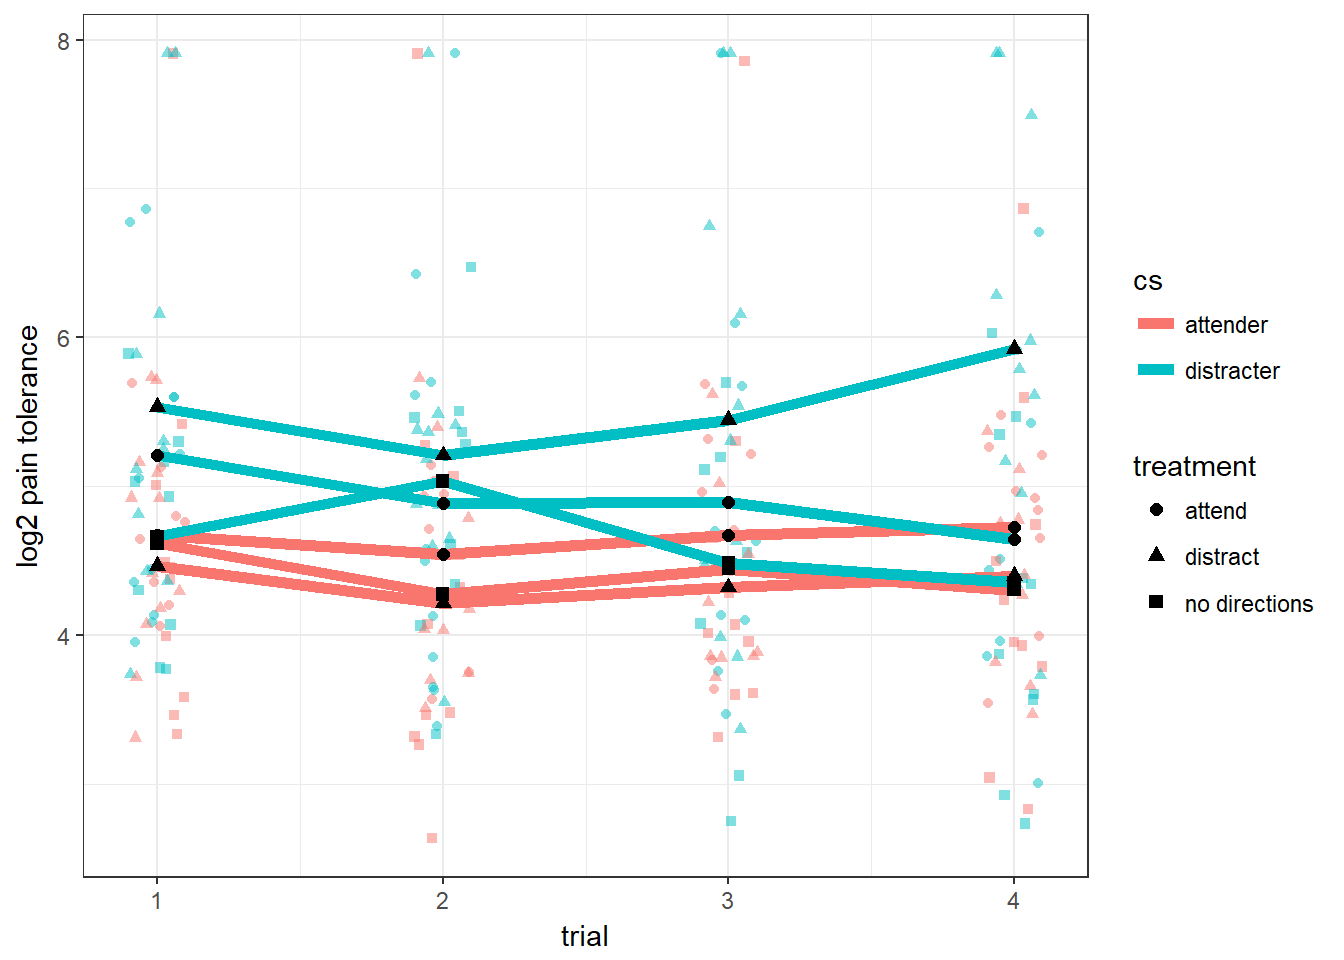 8
6
4
log2 pain tolerance
1 2 3 4
trial
cs
attender
distracter
treatment
attend
distract
no directions